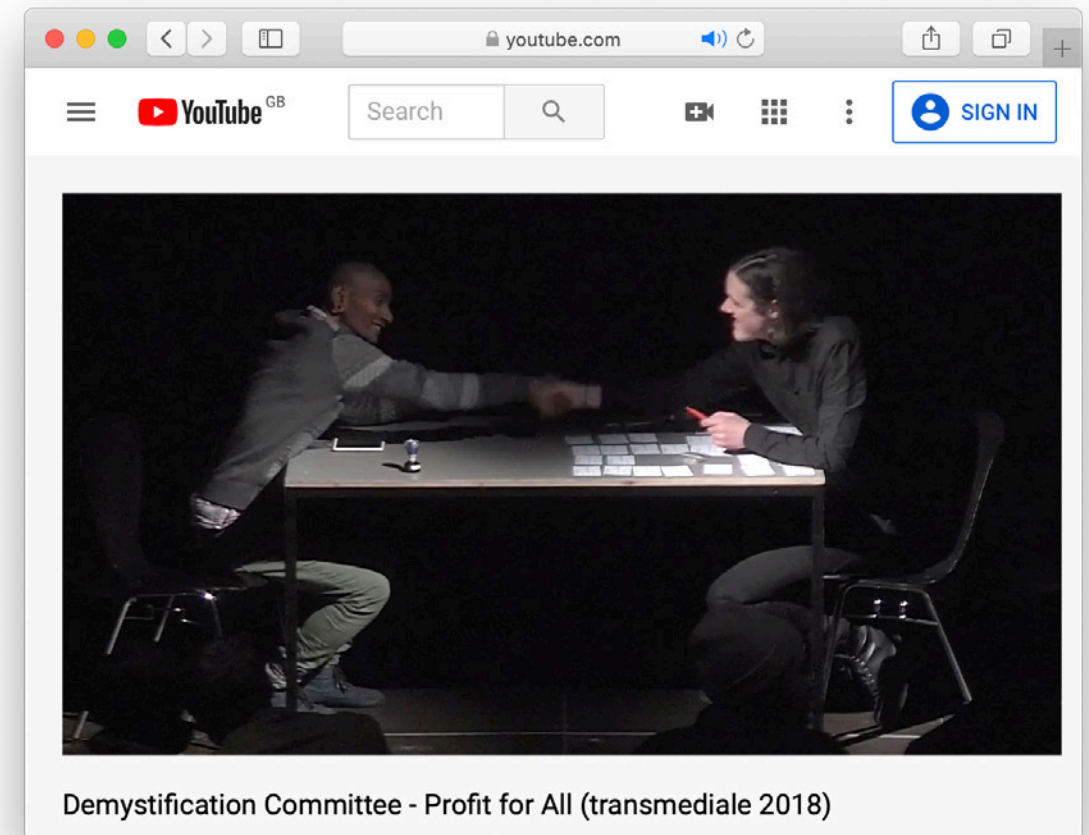 youtube.com
YouTube GB
Search
SIGN IN
Demystification Committee - Profit for All (transmediale 2018)